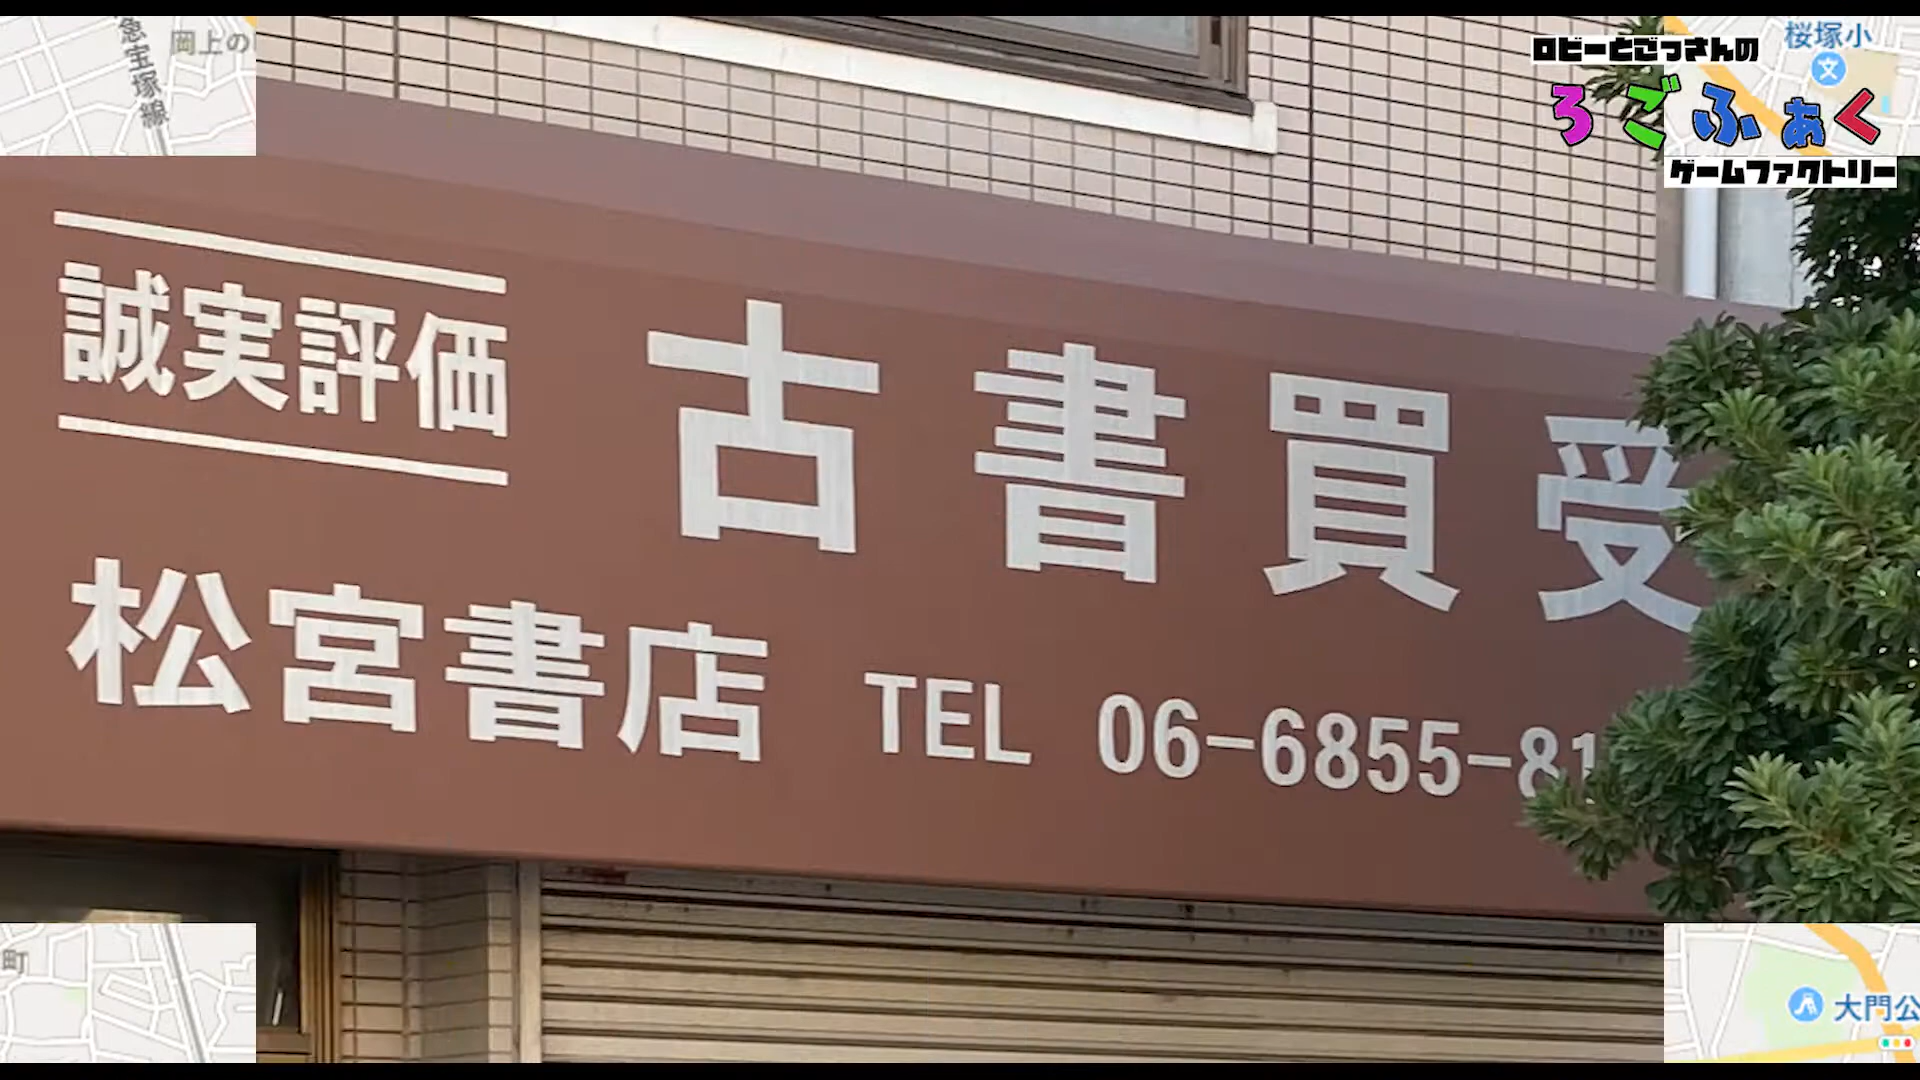 急宝塚線
岡上の
ロビーとごっさんの
ろごふぁく
ゲームファクトリー
桜塚小
文
誠実評価
古書買受
松宮書店
TEL 06-6855-81
町
大門公